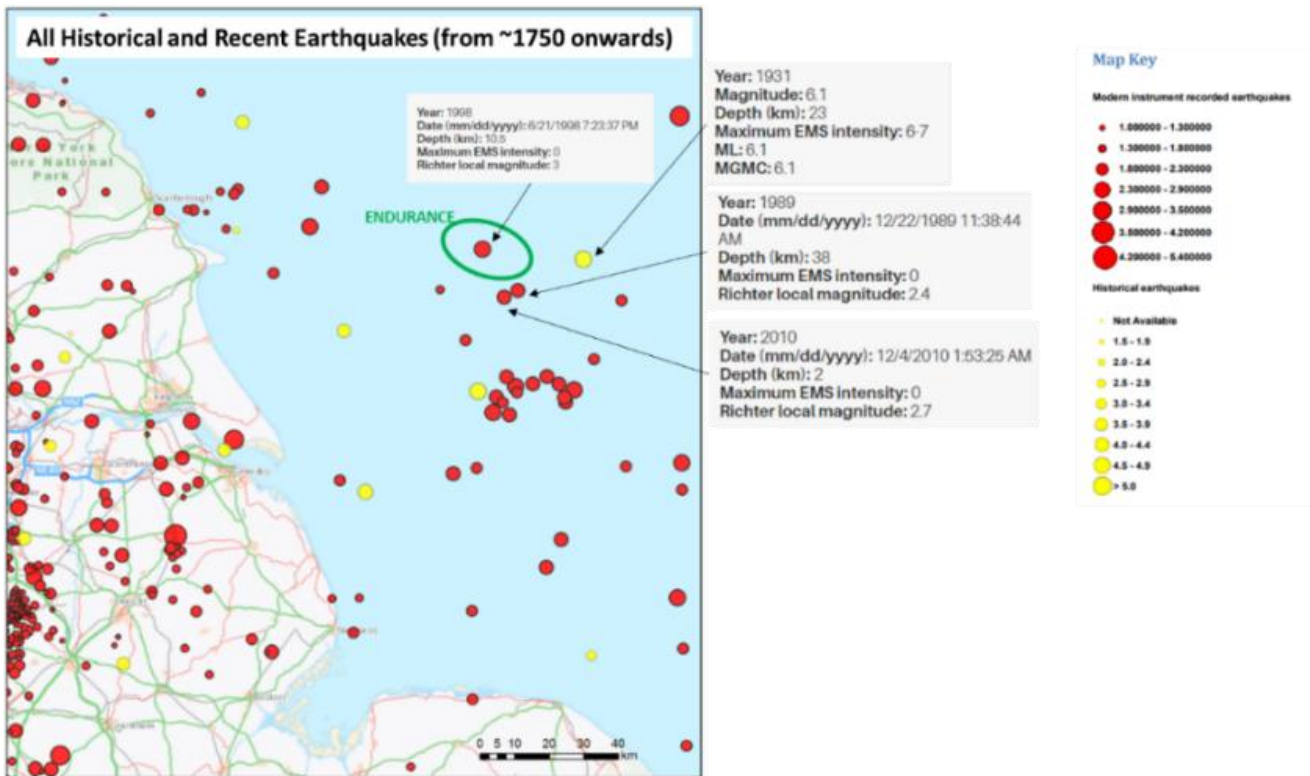 All Historical and Recent Earthquakes (from ~1750 onwards)
Year: 1998
Date (mm/dd/yyyy): 6/21/1998 7:23:37 PM
Depth (km): 10.5
Maximum EMS intensity: 0
Richter local magnitude: 3
Year: 1931
Magnitude: 6.1
Depth (km): 23
Maximum EMS intensity: 6-7
ML: 6.1
MGMC: 6.1
Year: 1989
Date (mm/dd/yyyy): 12/22/1989 11:38:44
AM
Depth (km): 38
Maximum EMS intensity: 0
Richter local magnitude: 2.4
Year: 2010
Date (mm/dd/yyyy): 12/4/2010 1:53:25 AM
Depth (km): 2
Maximum EMS intensity: 0
Richter local magnitude: 2.7
ENDURANCE
York
National
Park
0 5 10 20 30 40
km
Map Key
Modern instrument recorded earthquakes
1.000000 - 1.300000
1.300000 - 1.800000
1.800000 - 2.300000
2.300000 - 2.900000
2.900000 - 3.500000
3.500000 - 4.200000
4.200000 - 5.400000
Historical earthquakes
Not Available
1.5 - 1.9
2.0 - 2.4
2.5 - 2.9
3.0 - 3.4
3.5 - 3.9
4.0 - 4.4
4.5 - 4.9
> 5.0